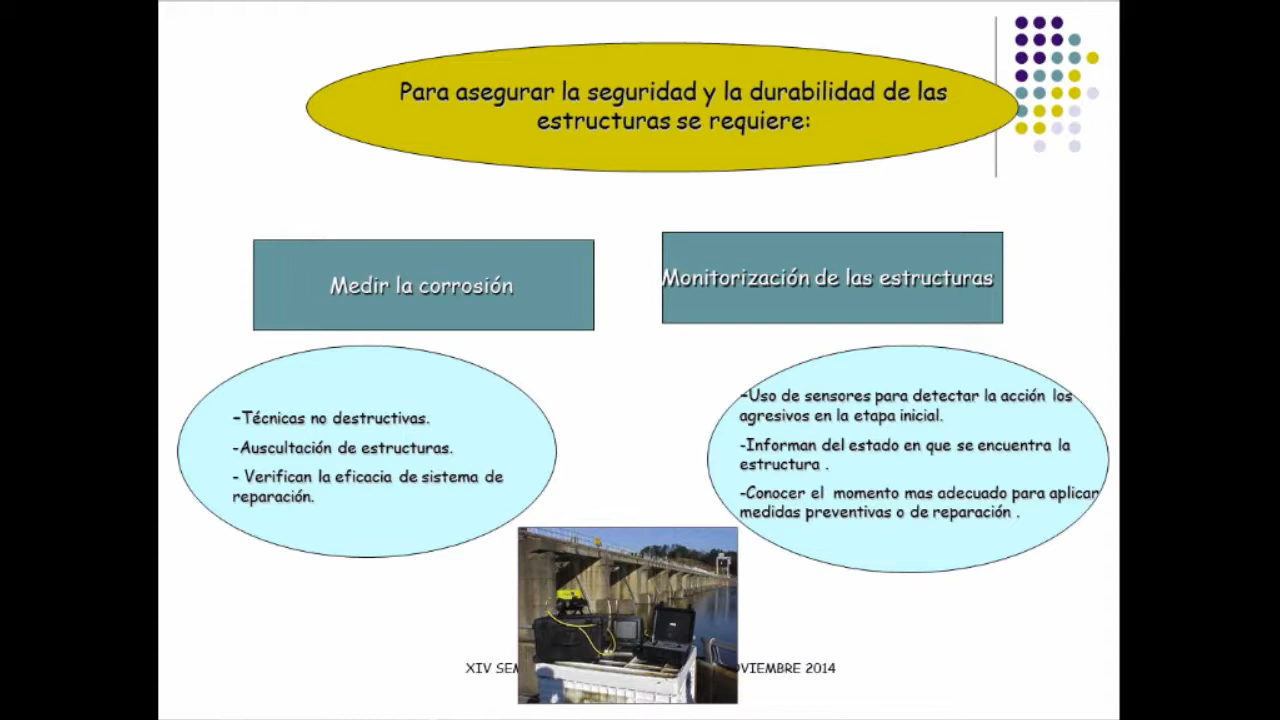 Para asegurar la seguridad y la durabilidad de las
estructuras se requiere:
Medir la corrosión
Monitorización de las estructuras
-Técnicas no destructivas.
-Auscultación de estructuras.
- Verifican la eficacia de sistema de
reparación.
-Uso de sensores para detectar la acción los
agresivos en la etapa inicial.
-Informan del estado en que se encuentra la
estructura .
-Conocer el momento mas adecuado para aplicar
medidas preventivas o de reparación .
XIV 2014